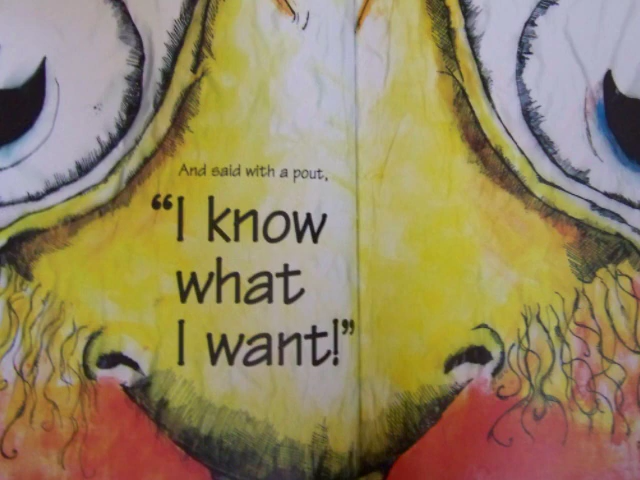 And said with a pout,
“I know
what
I want!”